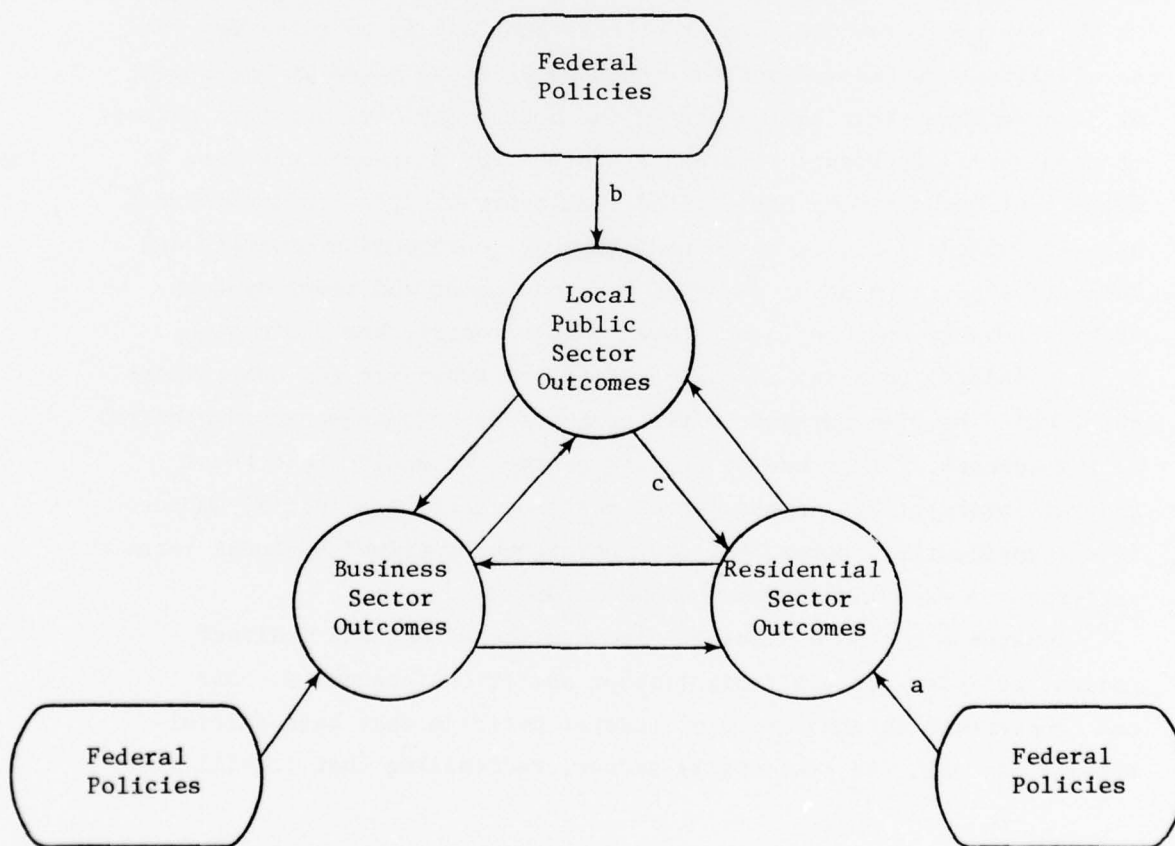 Federal
Policies
b
Local
Public
Sector
Outcomes
c
Business
Sector
Outcomes
Residential
Sector
Outcomes
a
Federal
Policies
Federal
Policies